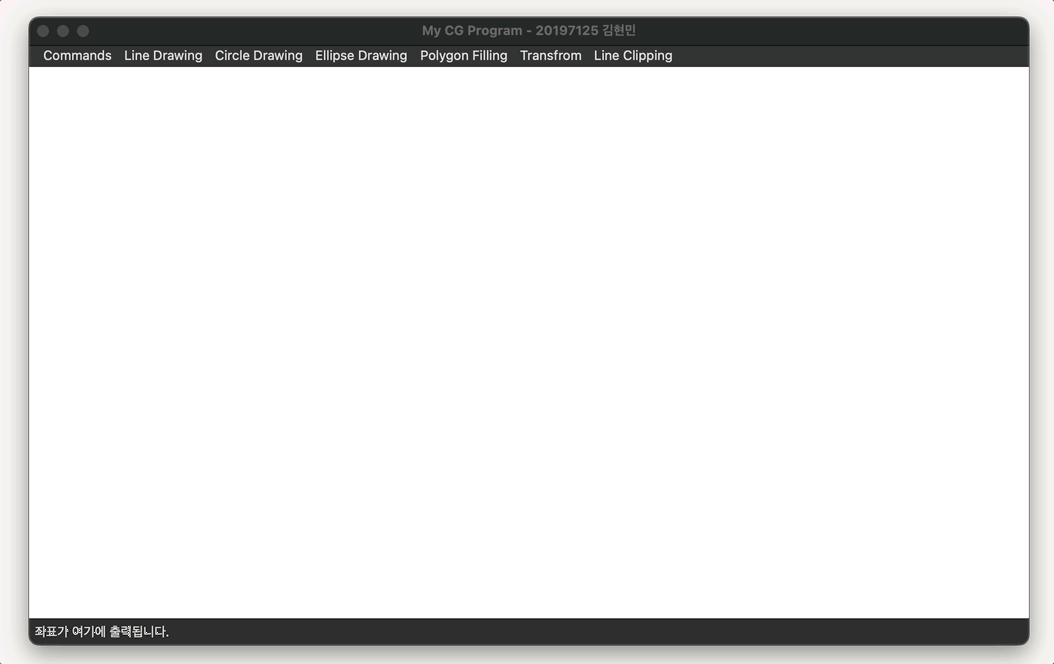 My CG Program - 20197125 김현민
Commands Line Drawing Circle Drawing Ellipse Drawing Polygon Filling Transfrom Line Clipping
좌표가 여기에 출력됩니다.